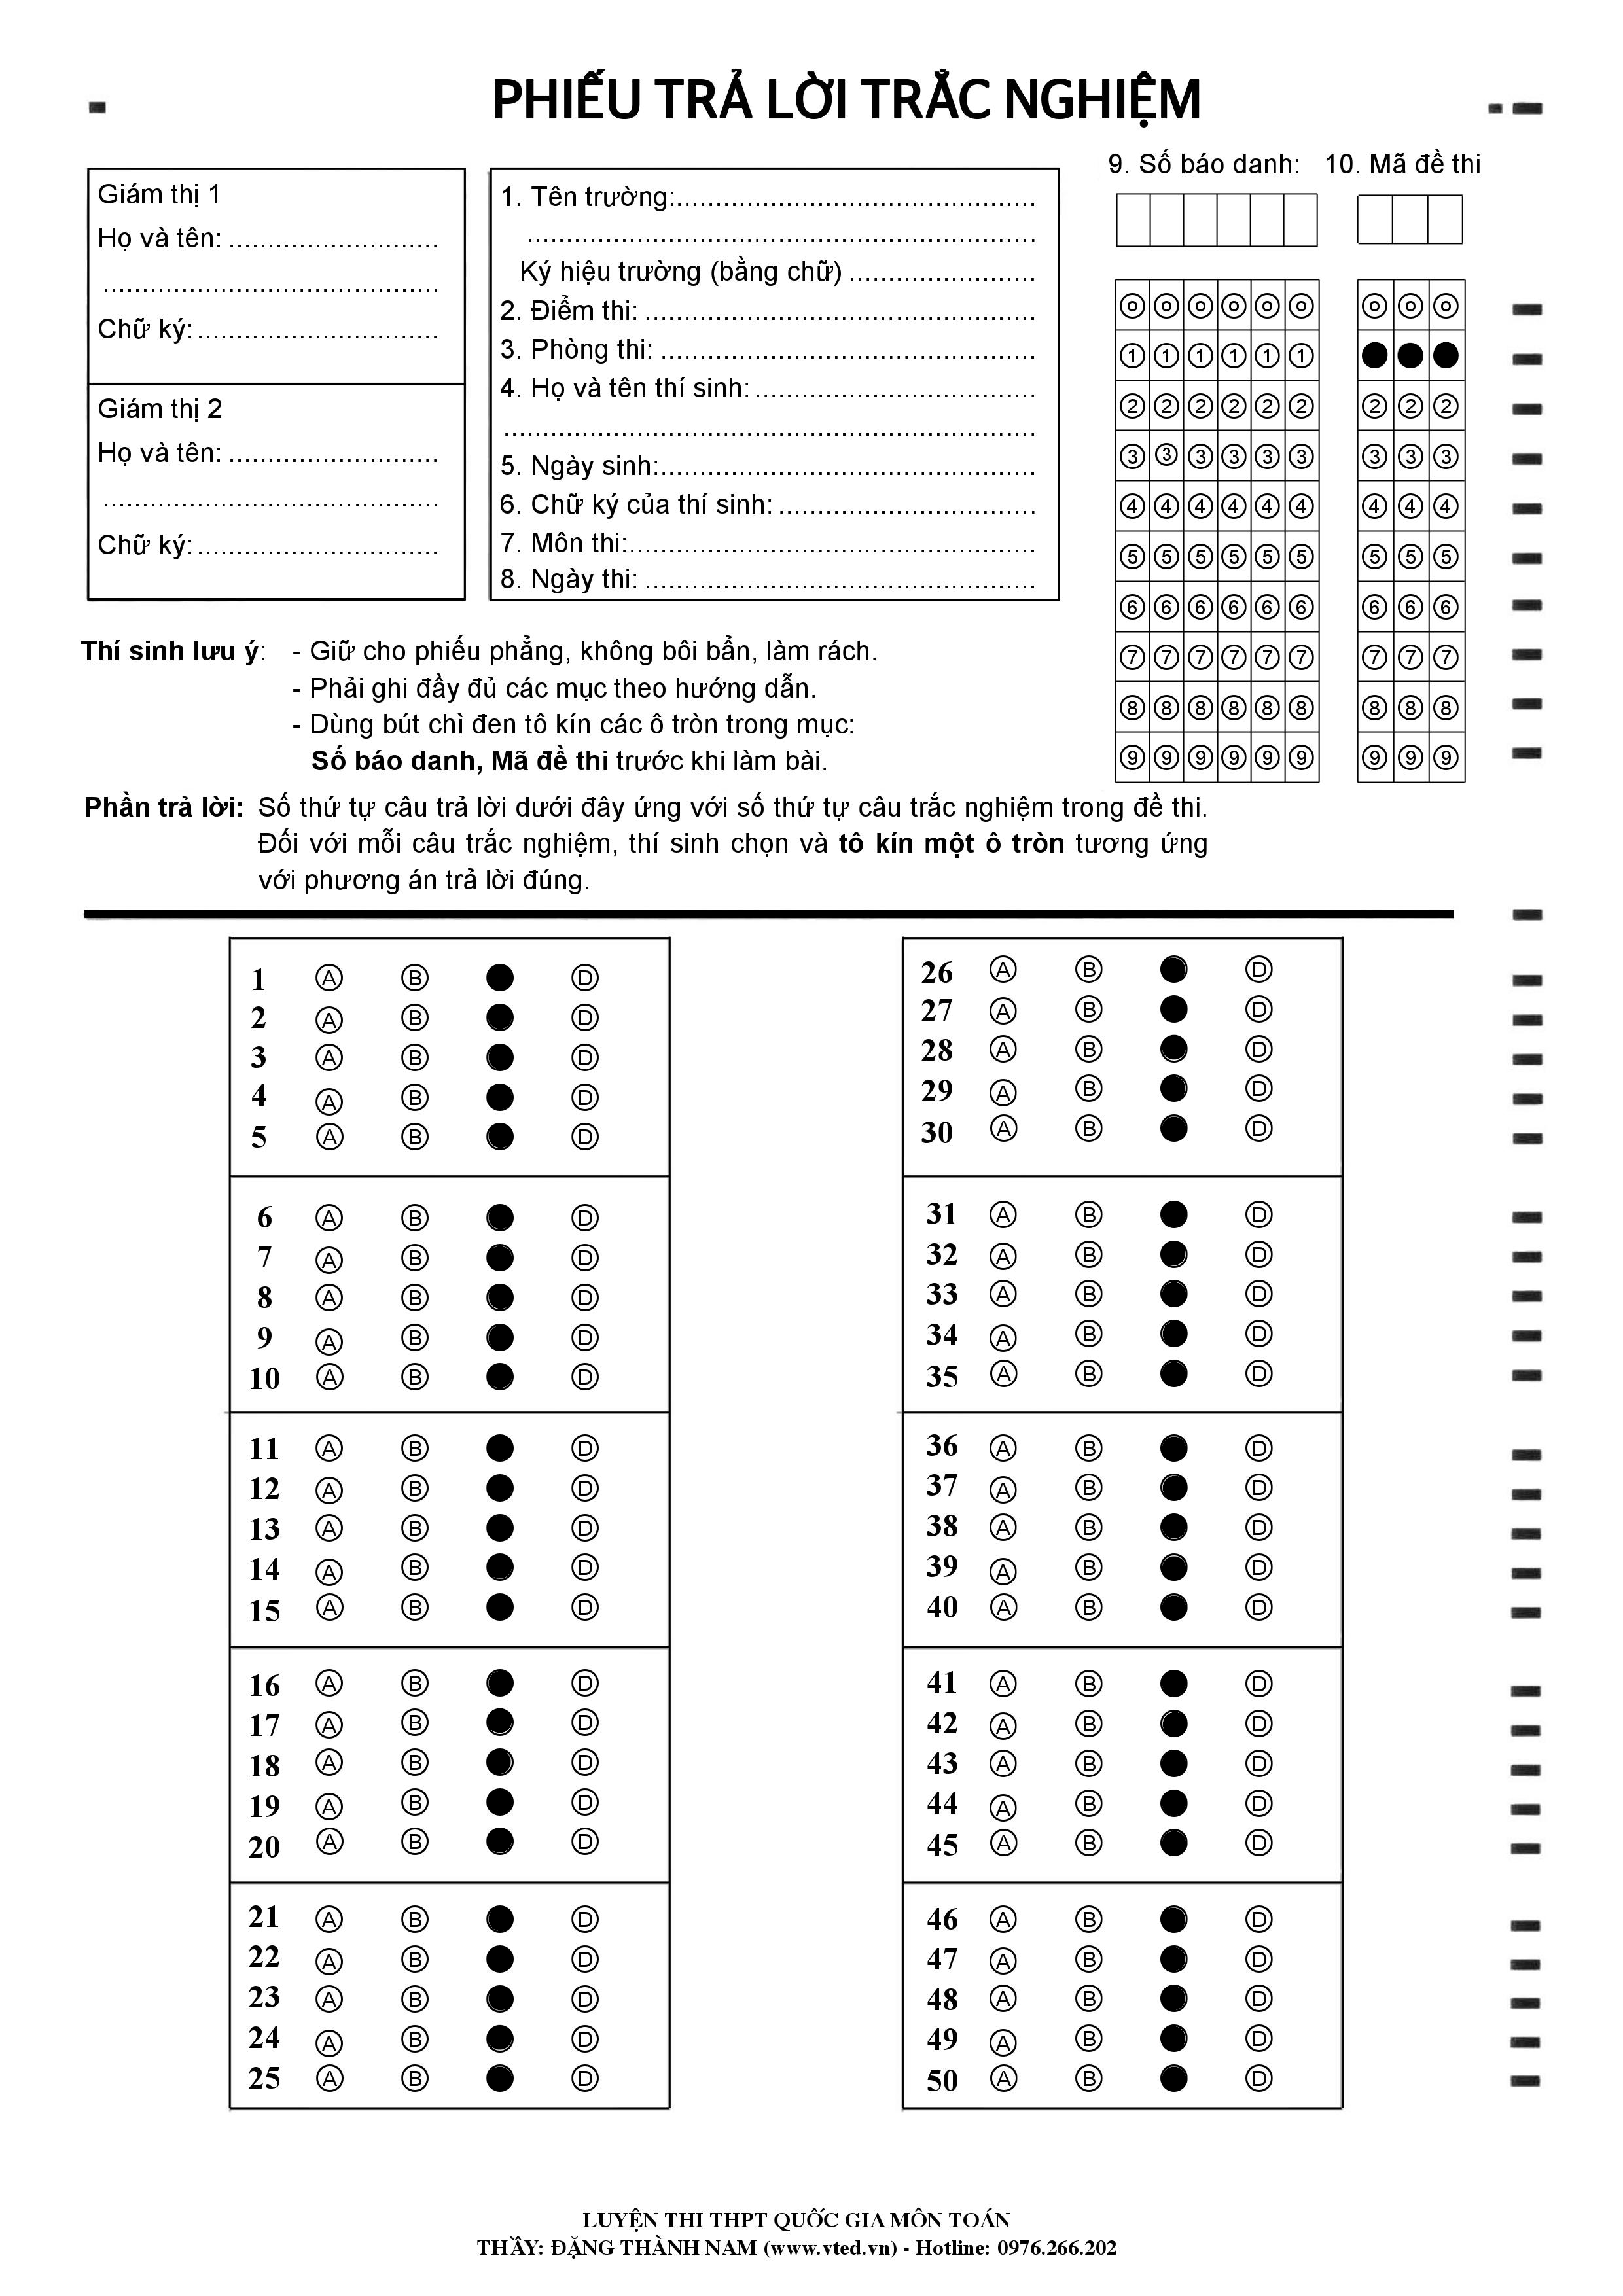 PHIẾU TRẢ LỜI TRẮC NGHIỆM
Giám thị 1
Họ và tên: ...........................
...........................................
Chữ ký: ...............................
Giám thị 2
Họ và tên: ...........................
...........................................
Chữ ký: ...............................
1. Tên trường:..............................................
.................................................................
Ký hiệu trường (bằng chữ) ........................
2. Điểm thi: ..................................................
3. Phòng thi: ................................................
4. Họ và tên thí sinh: ....................................
....................................................................
5. Ngày sinh:................................................
6. Chữ ký của thí sinh: .................................
7. Môn thi:....................................................
8. Ngày thi: ..................................................
9. Số báo danh: 10. Mã đề thi
0 0 0 0 0 0 0 0 0
1 1 1 1 1 1
2 2 2 2 2 2 2 2 2
3 3 3 3 3 3 3 3 3
4 4 4 4 4 4 4 4 4
5 5 5 5 5 5 5 5 5
6 6 6 6 6 6 6 6 6
7 7 7 7 7 7 7 7 7
8 8 8 8 8 8 8 8 8
9 9 9 9 9 9 9 9 9
Thí sinh lưu ý: - Giữ cho phiếu phẳng, không bôi bẩn, làm rách.
- Phải ghi đầy đủ các mục theo hướng dẫn.
- Dùng bút chì đen tô kín các ô tròn trong mục:
Số báo danh, Mã đề thi trước khi làm bài.
Phần trả lời: Số thứ tự câu trả lời dưới đây ứng với số thứ tự câu trắc nghiệm trong đề thi.
Đối với mỗi câu trắc nghiệm, thí sinh chọn và tô kín một ô tròn tương ứng
với phương án trả lời đúng.
1 A B D
2 A B D
3 A B D
4 A B D
5 A B D
6 A B D
7 A B D
8 A B D
9 A B D
10 A B D
11 A B D
12 A B D
13 A B D
14 A B D
15 A B D
16 A B D
17 A B D
18 A B D
19 A B D
20 A B D
21 A B D
22 A B D
23 A B D
24 A B D
25 A B D
26 A B D
27 A B D
28 A B D
29 A B D
30 A B D
31 A B D
32 A B D
33 A B D
34 A B D
35 A B D
36 A B D
37 A B D
38 A B D
39 A B D
40 A B D
41 A B D
42 A B D
43 A B D
44 A B D
45 A B D
46 A B D
47 A B D
48 A B D
49 A B D
50 A B D
LUYỆN THI THPT QUỐC GIA MÔN TOÁN
THẦY: ĐẶNG THÀNH NAM (www.vted.vn) - Hotline: 0976.266.202